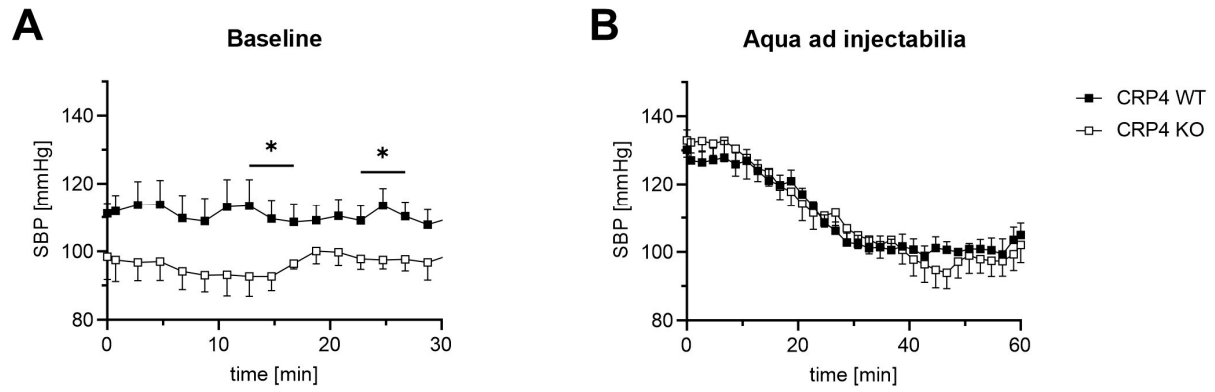 A
Baseline
SBP [mmHg]
140
120
100
80
*
*
0
10
20
30
time [min]
B
Aqua ad injectabilia
SBP [mmHg]
140
120
100
80
0
20
40
60
time [min]
CRP4 WT
CRP4 KO